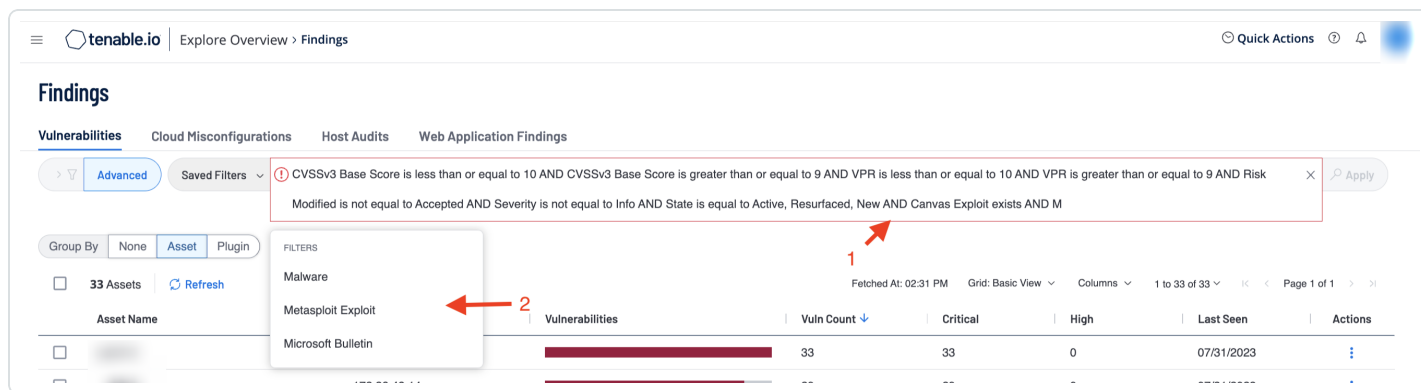 tenable.io Explore Overview > Findings Quick Actions
Findings
Vulnerabilities Cloud Misconfigurations Host Audits Web Application Findings
Advanced Saved Filters CVSSv3 Base Score is less than or equal to 10 AND CVSSv3 Base Score is greater than or equal to 9 AND VPR is less than or equal to 10 AND VPR is greater than or equal to 9 AND Risk Apply
Modified is not equal to Accepted AND Severity is not equal to Info AND State is equal to Active, Resurfaced, New AND Canvas Exploit exists AND M
1
Group By None Asset Plugin
FILTERS
Malware
Metasploit Exploit
Microsoft Bulletin
2
33 Assets Refresh Fetched At: 02:31 PM Grid: Basic View Columns 1 to 33 of 33 Page 1 of 1
Asset Name Vulnerabilities Vuln Count Critical High Last Seen Actions
33 33 0 07/31/2023